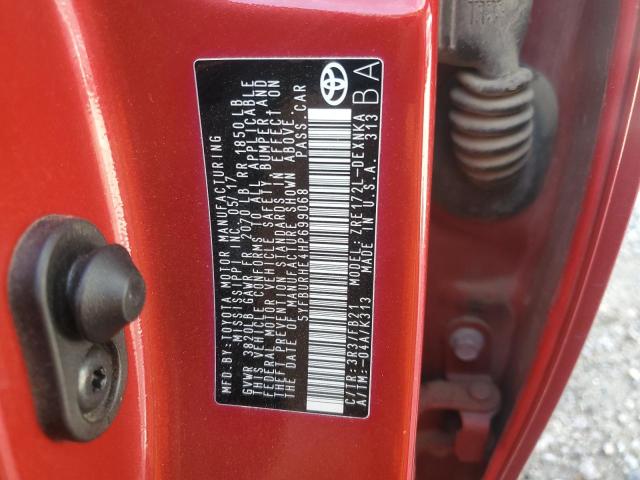 MFD.BY:TOYOTA MOTOR MANUFACTURING
MISSISSIPPI INC. 05/17
GVWR 3820LB GAWR FR 2070 LB RR 1850LB
THIS VEHICLE CONFORMS TO ALL APPLICABLE
FEDERAL MOTOR VEHICLE SAFETY,BUMPER,AND
THEFT PREVENTION STANDARDS IN EFFECT ON
THE DATE OF MANUFACTURE SHOWN ABOVE.
5YFBURHE4HP699068 PASS.CAR
C/TR:3R3/FB21 MODEL:ZRE172L-DEXNKA
A/TM:-04A/K313 MADE IN U.S.A. 313
BA